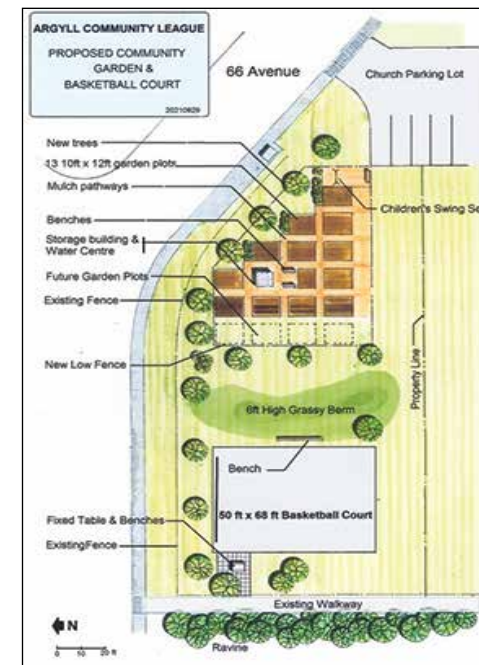 ARGYLL COMMUNITY LEAGUE
PROPOSED COMMUNITY
GARDEN &
BASKETBALL COURT
20210629
66 Avenue
Church Parking Lot
New trees
13 10ft x 12ft garden plots
Mulch pathways
Children's Swing Se
Benches
Storage building &
Water Centre
Future Garden Plots
Existing Fence
New Low Fence
Property Line
6ft High Grassy Berm
Bench
50 ft x 68 ft Basketball Court
Fixed Table & Benches
ExistingFence
Existing Walkway
N
0 10 20 ft
Ravine